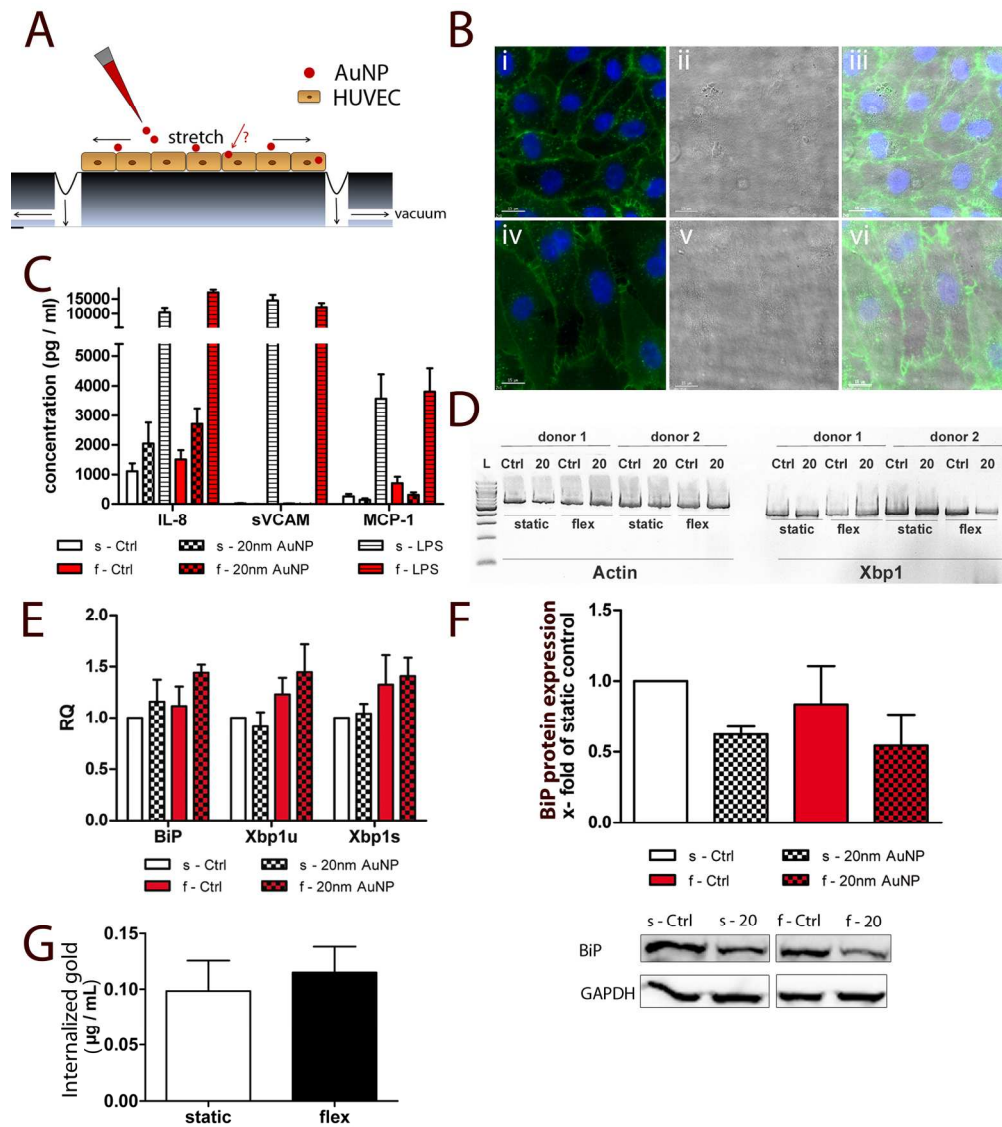 A
AuNP
HUVEC
stretch
?
vacuum
B
i
ii
iii
iv
v
vi
C
concentration (pg / ml)
15000
10000
5000
4000
3000
2000
1000
0
IL-8
sVCAM
MCP-1
s - Ctrl
s - 20nm AuNP
s - LPS
f - Ctrl
f - 20nm AuNP
f - LPS
D
donor 1
donor 2
donor 1
donor 2
L
Ctrl
20
Ctrl
20
Ctrl
20
Ctrl
20
Ctrl
20
Ctrl
20
Ctrl
20
Ctrl
20
static
flex
static
flex
static
flex
static
flex
Actin
Xbp1
E
RQ
2.0
1.5
1.0
0.5
0.0
BiP
Xbp1u
Xbp1s
s - Ctrl
s - 20nm AuNP
f - Ctrl
f - 20nm AuNP
F
BiP protein expression
x- fold of static control
1.5
1.0
0.5
0.0
s - Ctrl
s - 20nm AuNP
f - Ctrl
f - 20nm AuNP
s - Ctrl
s - 20
f - Ctrl
f - 20
BiP
GAPDH
G
Internalized gold
( µg / mL)
0.15
0.10
0.05
0.00
static
flex